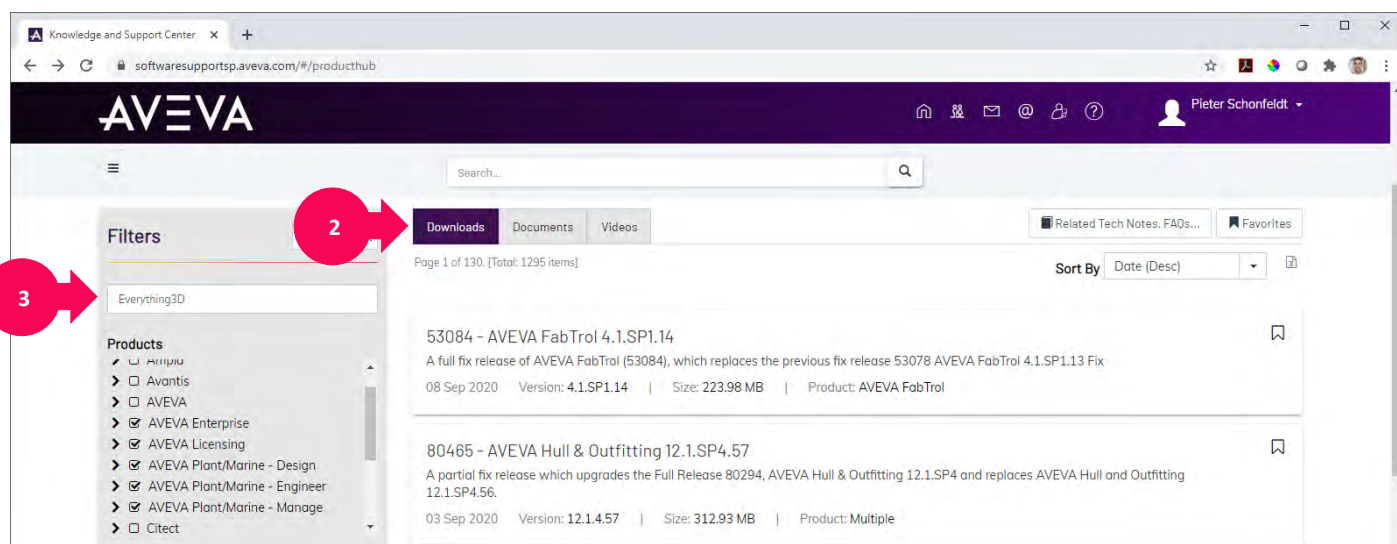 Knowledge and Support Center
softwaresupportsp.aveva.com/#/producthub
AVEVA
Pieter Schonfeldt
Search...
Filters
2
Downloads
Documents
Videos
Related Tech Notes, FAQs...
Favorites
Page 1 of 130. [Total: 1295 items]
Sort By
Date (Desc)
3
Everything3D
Products
Ampla
Avantis
AVEVA
AVEVA Enterprise
AVEVA Licensing
AVEVA Plant/Marine - Design
AVEVA Plant/Marine - Engineer
AVEVA Plant/Marine - Manage
Citect
53084 - AVEVA FabTrol 4.1.SP1.14
A full fix release of AVEVA FabTrol (53084), which replaces the previous fix release 53078 AVEVA FabTrol 4.1.SP1.13 Fix
08 Sep 2020 Version: 4.1.SP1.14 | Size: 223.98 MB | Product: AVEVA FabTrol
80465 - AVEVA Hull & Outfitting 12.1.SP4.57
A partial fix release which upgrades the Full Release 80294, AVEVA Hull & Outfitting 12.1.SP4 and replaces AVEVA Hull and Outfitting
12.1.SP4.56.
03 Sep 2020 Version: 12.1.4.57 | Size: 312.93 MB | Product: Multiple